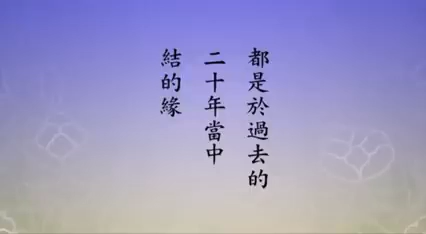 都是於過去的
二十年當中
結的緣